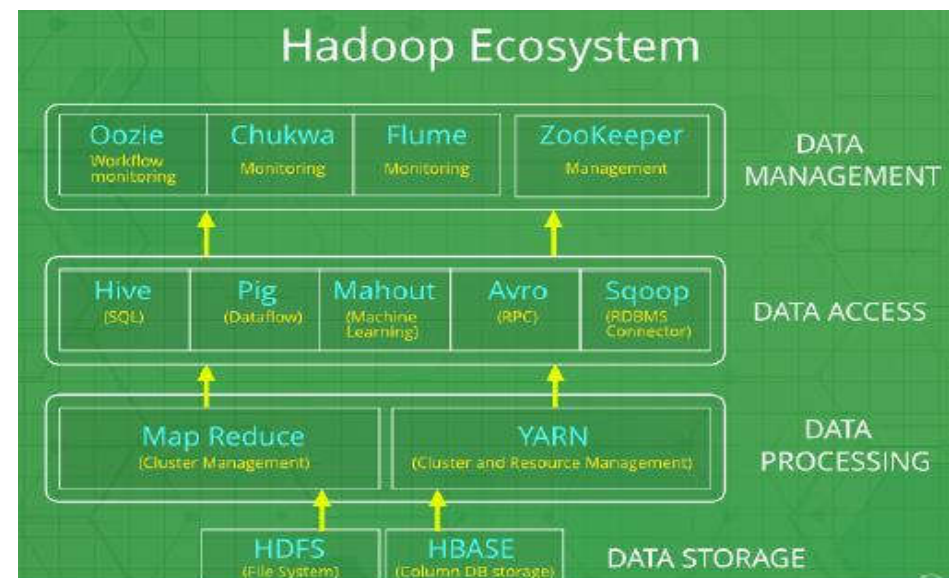 Hadoop Ecosystem
Oozie
Workflow
monitoring
Chukwa
Monitoring
Flume
Monitoring
ZooKeeper
Management
DATA
MANAGEMENT
Hive
(SQL)
Pig
(Dataflow)
Mahout
(Machine
Learning)
Avro
(RPC)
Sqoop
(RDBMS
Connector)
DATA ACCESS
Map Reduce
(Cluster Management)
YARN
(Cluster and Resource Management)
DATA
PROCESSING
HDFS
(File System)
HBASE
(Column DB storage)
DATA STORAGE